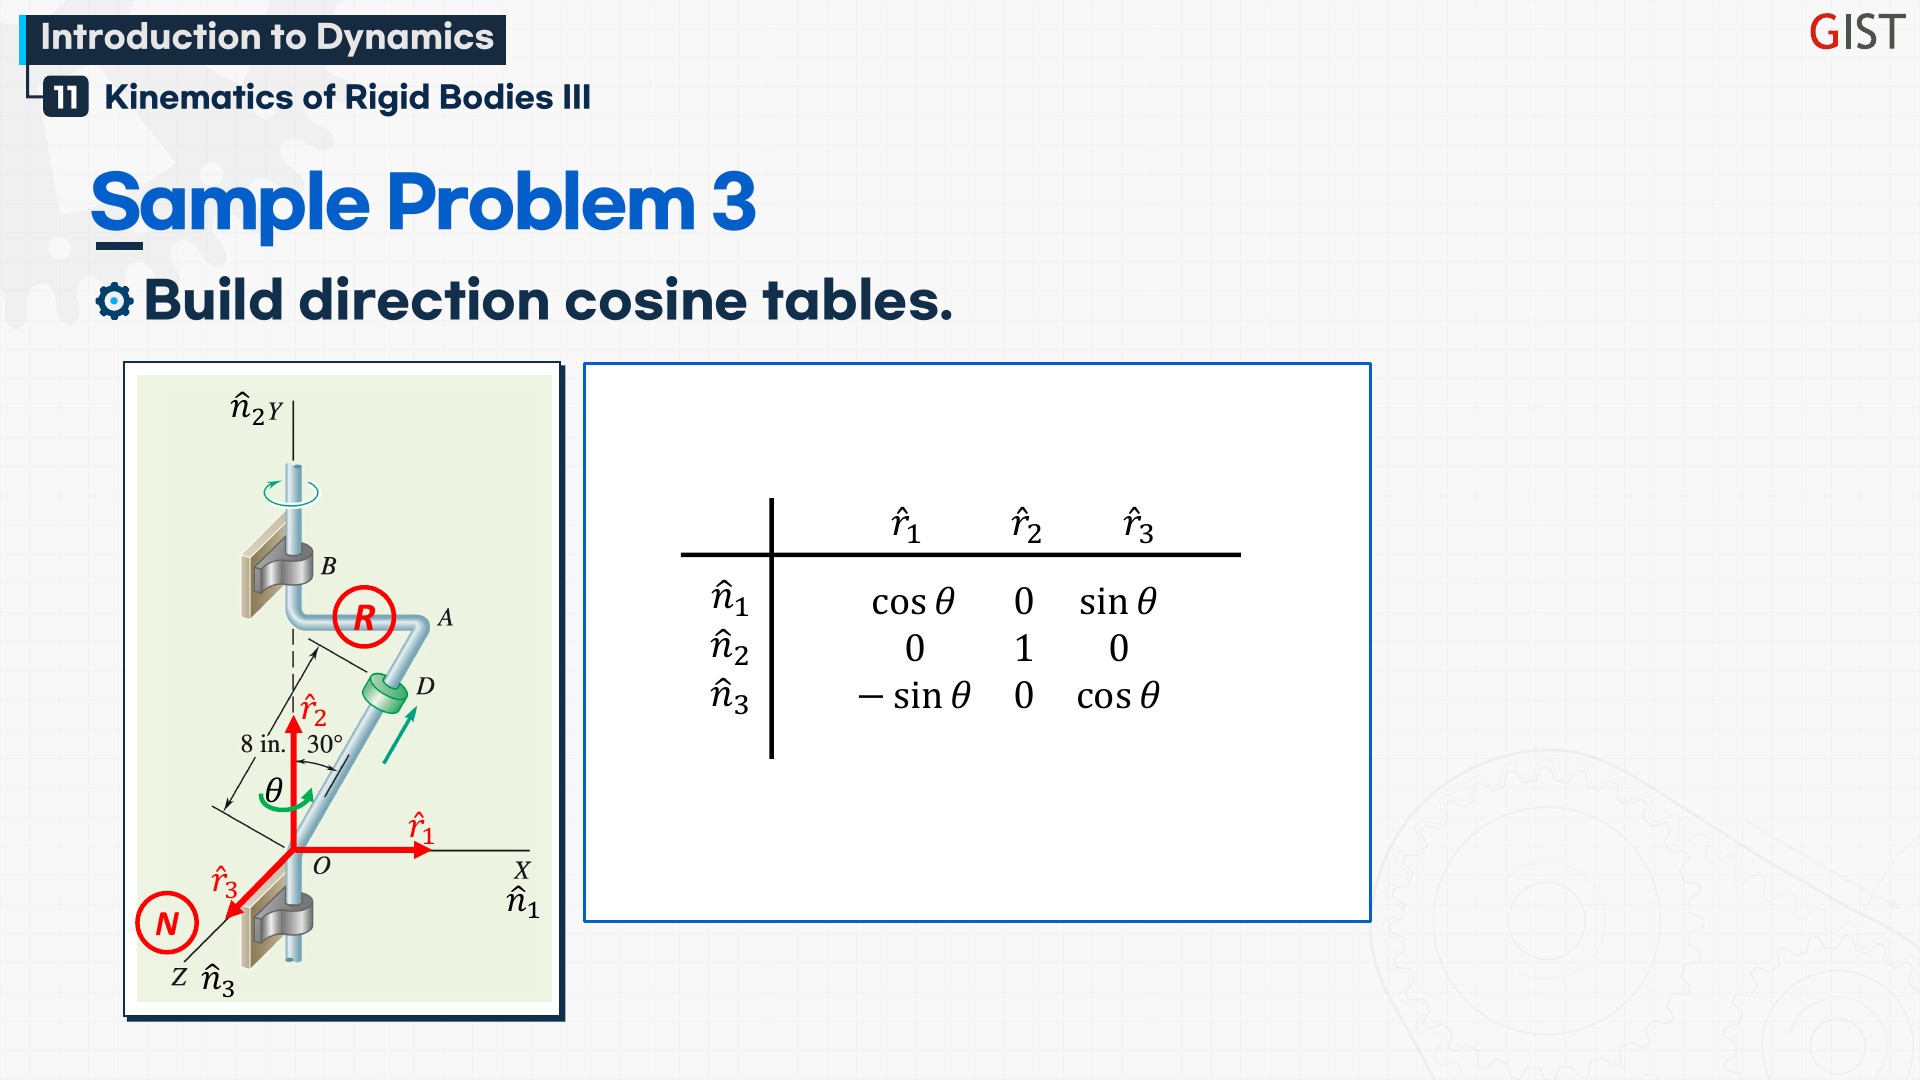 Introduction to Dynamics
GIST
11 Kinematics of Rigid Bodies III
Sample Problem 3
Build direction cosine tables.
n̂₂ Y
B
R
A
D
r̂₂
8 in. 30°
θ
r̂₁
O
X
r̂₃
n̂₁
N
Z n̂₃
r̂₁ r̂₂ r̂₃
n̂₁ cos θ 0 sin θ
n̂₂ 0 1 0
n̂₃ − sin θ 0 cos θ